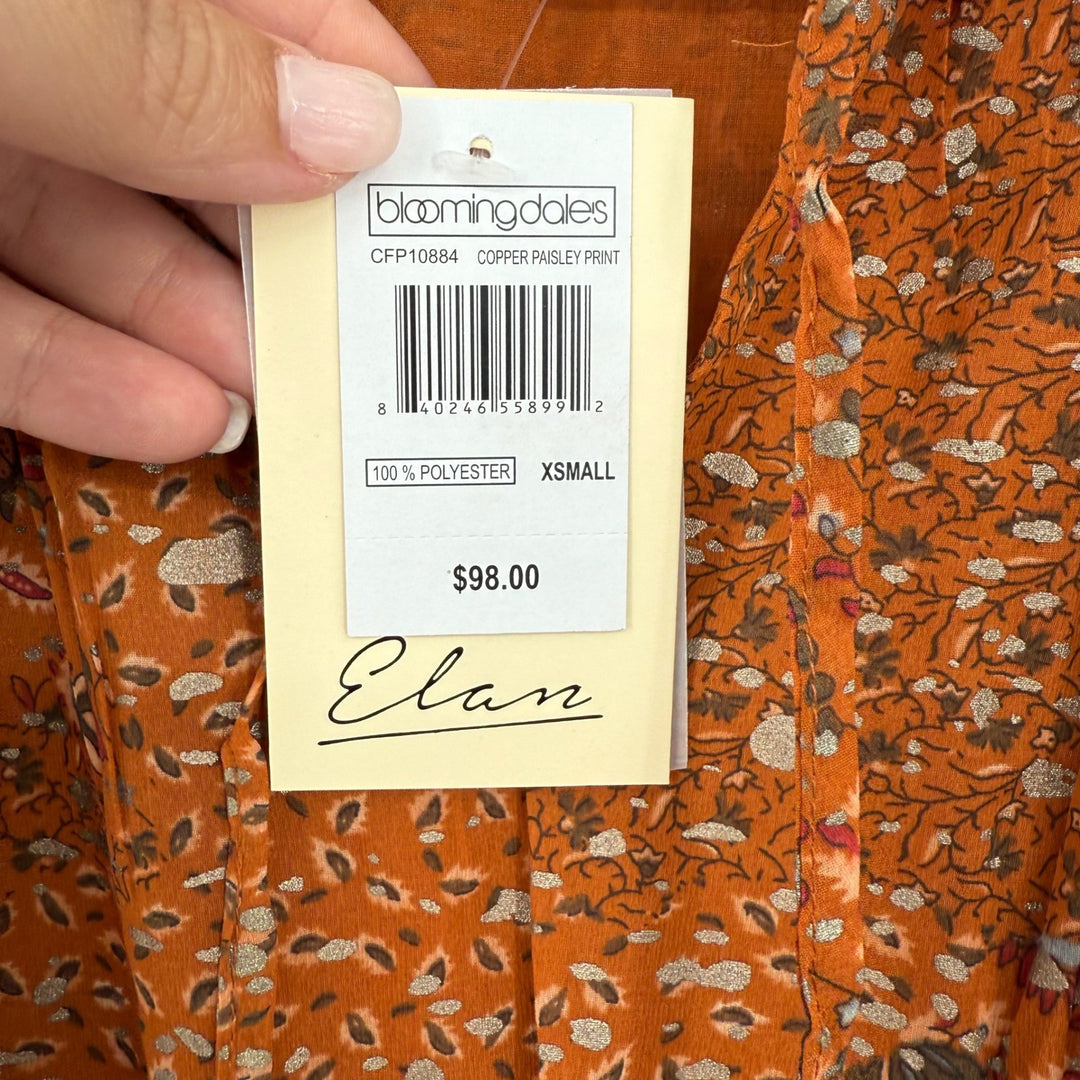 bloomingdale's
CFP10884 COPPER PAISLEY PRINT
8 40246 55899 2
100 % POLYESTER XSMALL
$98.00
Elan